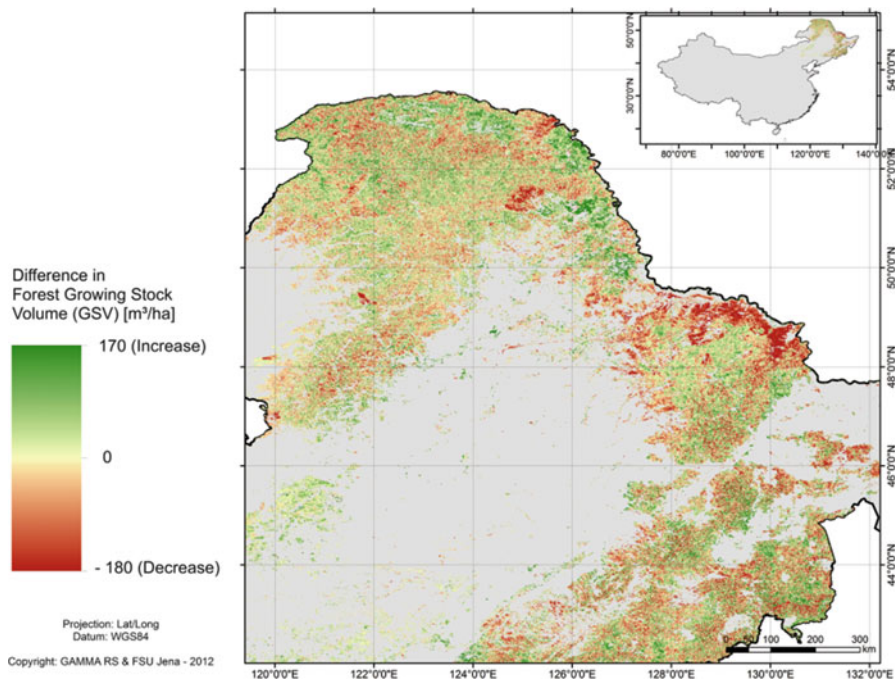 Difference in
Forest Growing Stock
Volume (GSV) [m³/ha]
170 (Increase)
0
- 180 (Decrease)
Projection: Lat/Long
Datum: WGS84
Copyright: GAMMA RS & FSU Jena - 2012
50°0'0"N
30°0'0"N
80°0'0"E
100°0'0"E
120°0'0"E
140°0'0"E
54°0'0"N
52°0'0"N
50°0'0"N
48°0'0"N
46°0'0"N
44°0'0"N
0 50 100 200 300
km
120°0'0"E
122°0'0"E
124°0'0"E
126°0'0"E
128°0'0"E
130°0'0"E
132°0'0"E